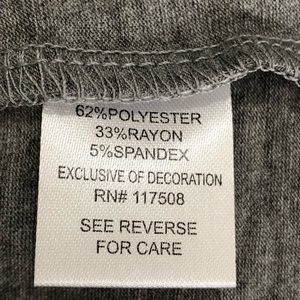 62%POLYESTER
33%RAYON
5%SPANDEX
EXCLUSIVE OF DECORATION
RN# 117508
SEE REVERSE
FOR CARE